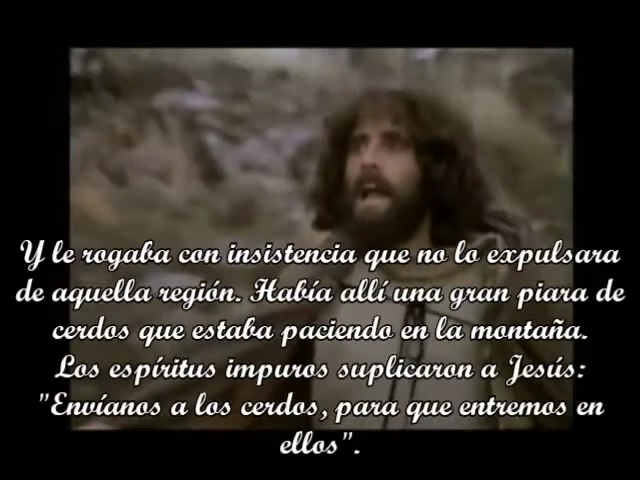 Y le rogaba con insistencia que no lo expulsara
de aquella región. Había allí una gran piara de
cerdos que estaba paciendo en la montaña.
Los espíritus impuros suplicaron a Jesús:
"Envíanos a los cerdos, para que entremos en
ellos".